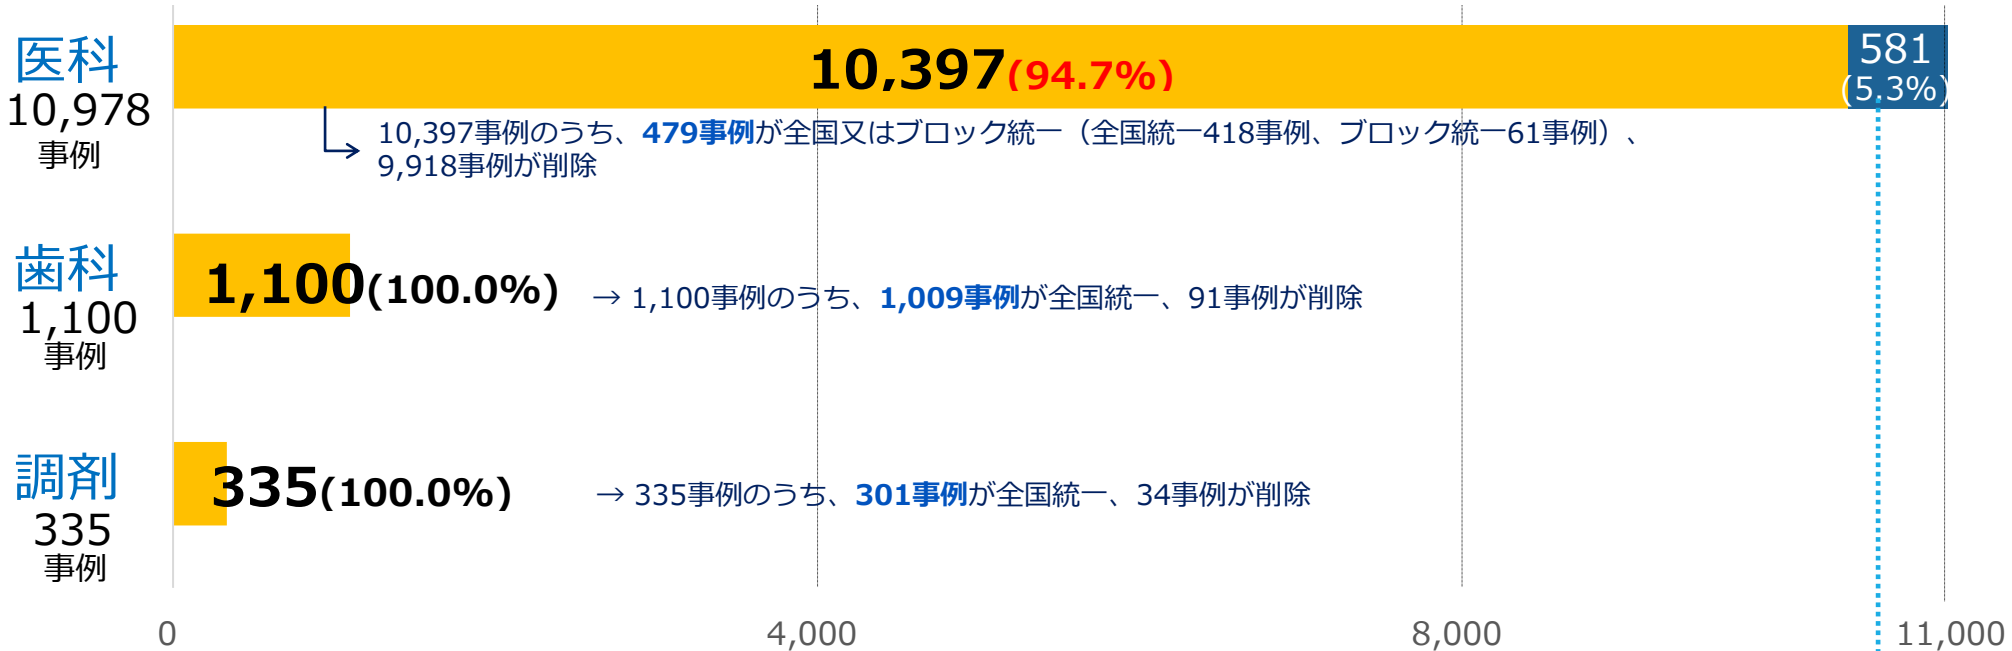 医科
10,978
事例
10,397(94.7%)
581
(5.3%)
10,397事例のうち、479事例が全国又はブロック統一（全国統一418事例、ブロック統一61事例）、
9,918事例が削除
歯科
1,100
事例
1,100(100.0%)
→ 1,100事例のうち、1,009事例が全国統一、91事例が削除
調剤
335
事例
335(100.0%)
→ 335事例のうち、301事例が全国統一、34事例が削除
0 4,000 8,000 11,000